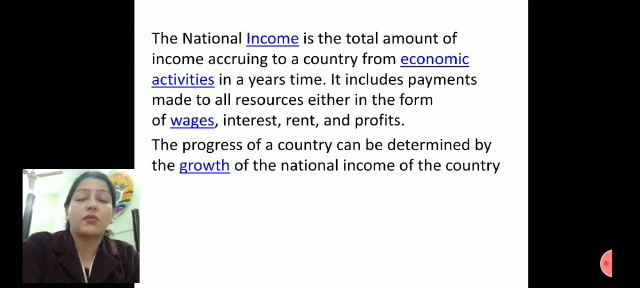 The National Income is the total amount of
income accruing to a country from economic
activities in a years time. It includes payments
made to all resources either in the form
of wages, interest, rent, and profits.
The progress of a country can be determined by
the growth of the national income of the country